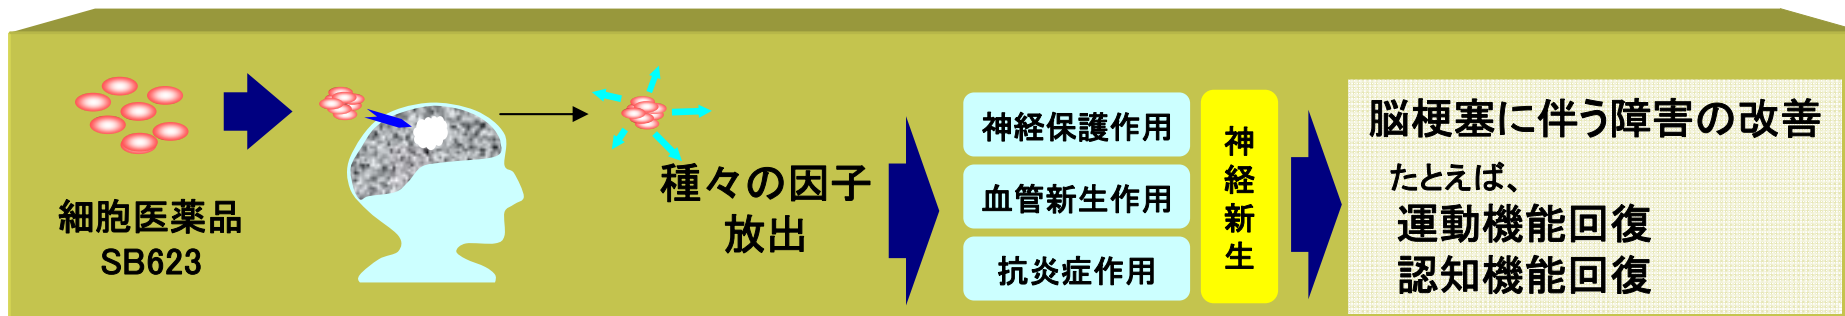 細胞医薬品
SB623
種々の因子
放出
神経保護作用
血管新生作用
抗炎症作用
神経新生
脳梗塞に伴う障害の改善
たとえば、
運動機能回復
認知機能回復